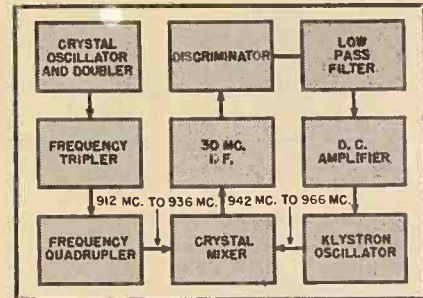 CRYSTAL
OSCILLATOR
AND DOUBLER
DISCRIMINATOR
LOW
PASS
FILTER
FREQUENCY
TRIPLER
30 MC.
I.F.
D. C.
AMPLIFIER
912 MC. TO 936 MC.
942 MC. TO 966 MC.
FREQUENCY
QUADRUPLER
CRYSTAL
MIXER
KLYSTRON
OSCILLATOR